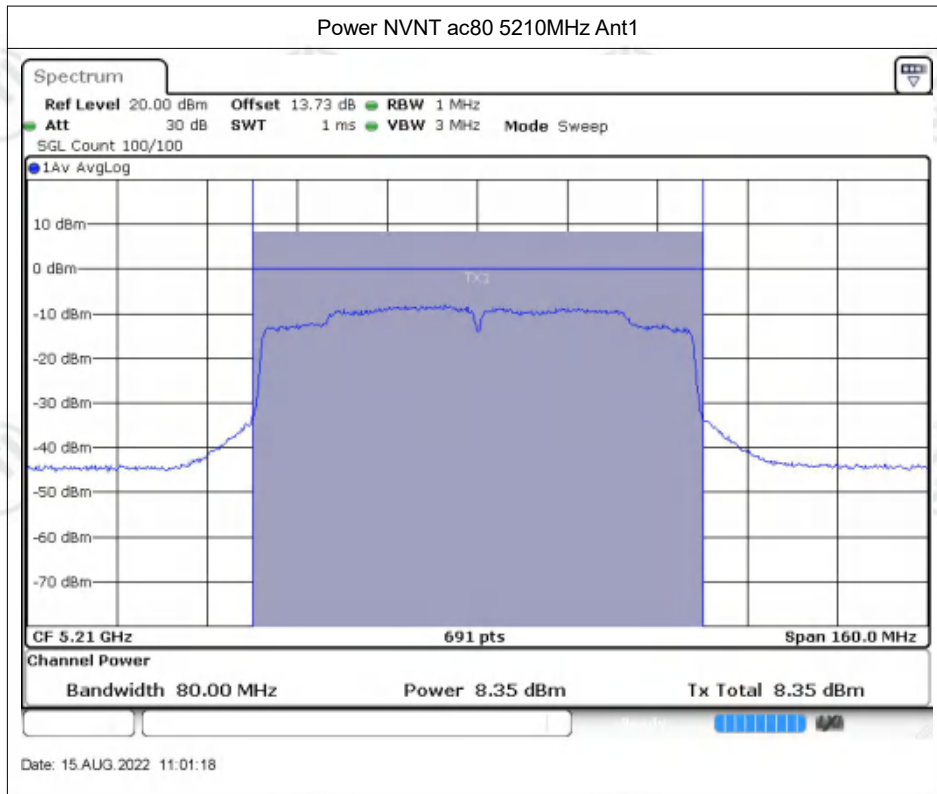 Power NVNT ac80 5210MHz Ant1
Spectrum
Ref Level 20.00 dBm Offset 13.73 dB RBW 1 MHz
Att 30 dB SWT 1 ms VBW 3 MHz Mode Sweep
SGL Count 100/100
1Av AvgLog
10 dBm
0 dBm
TX1
-10 dBm
-20 dBm
-30 dBm
-40 dBm
-50 dBm
-60 dBm
-70 dBm
CF 5.21 GHz 691 pts Span 160.0 MHz
Channel Power
Bandwidth 80.00 MHz Power 8.35 dBm Tx Total 8.35 dBm
Date: 15.AUG.2022 11:01:18